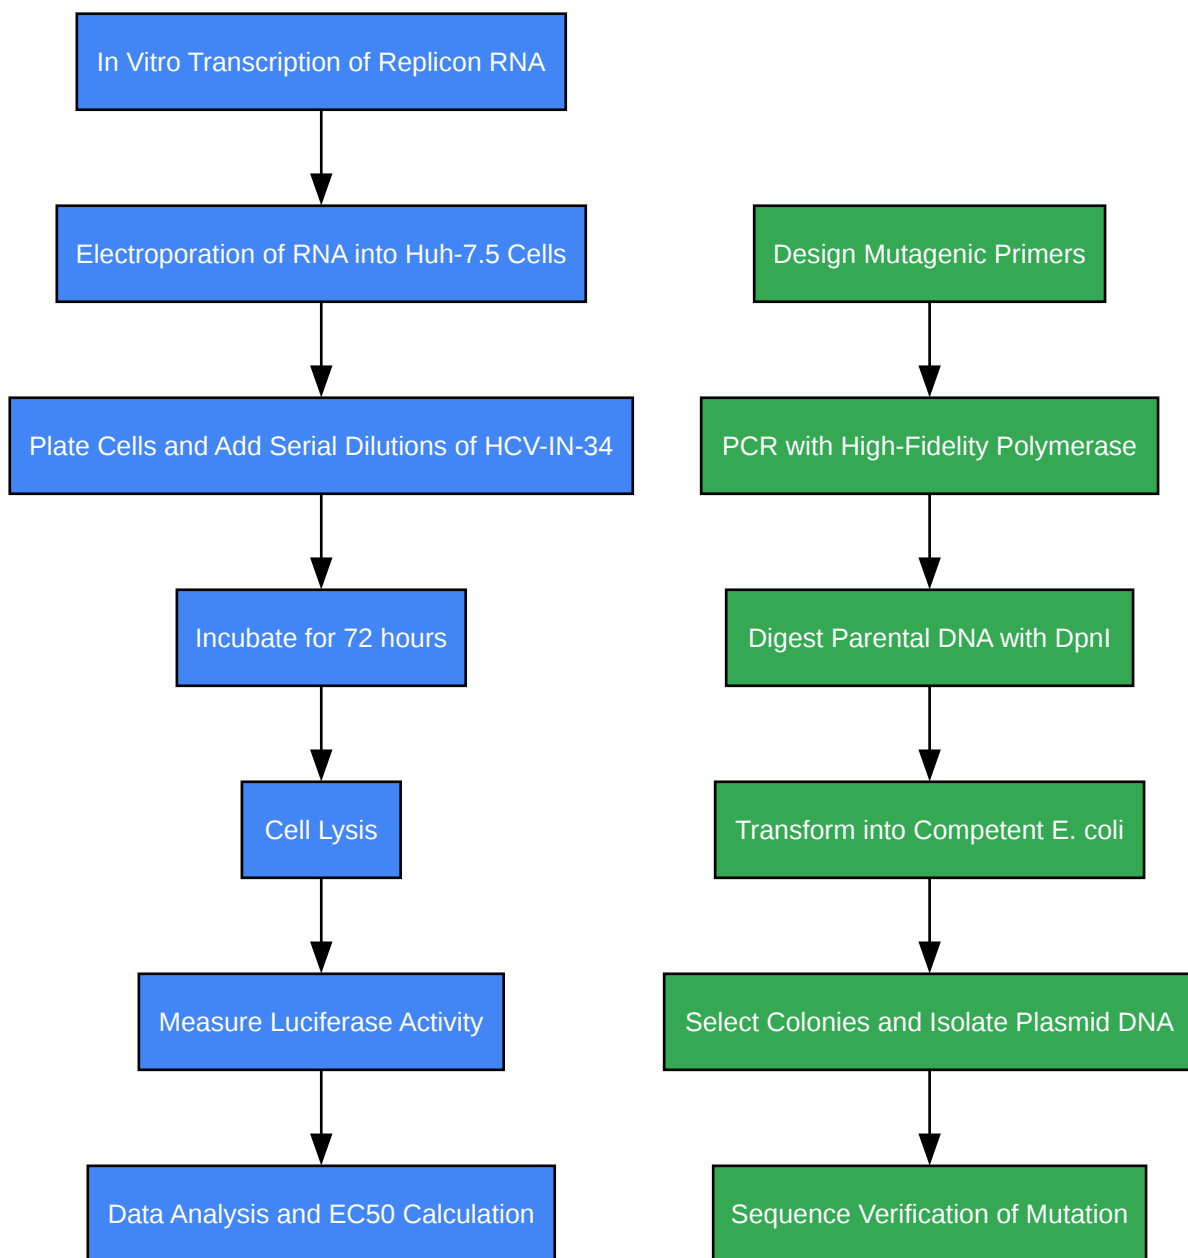 In Vitro Transcription of Replicon RNA
Electroporation of RNA into Huh-7.5 Cells
Plate Cells and Add Serial Dilutions of HCV-IN-34
Incubate for 72 hours
Cell Lysis
Measure Luciferase Activity
Data Analysis and EC50 Calculation
Design Mutagenic Primers
PCR with High-Fidelity Polymerase
Digest Parental DNA with DpnI
Transform into Competent E. coli
Select Colonies and Isolate Plasmid DNA
Sequence Verification of Mutation